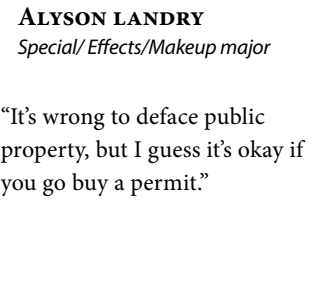 Alyson landry
Special/ Effects/Makeup major
“It’s wrong to deface public
property, but I guess it’s okay if
you go buy a permit.”